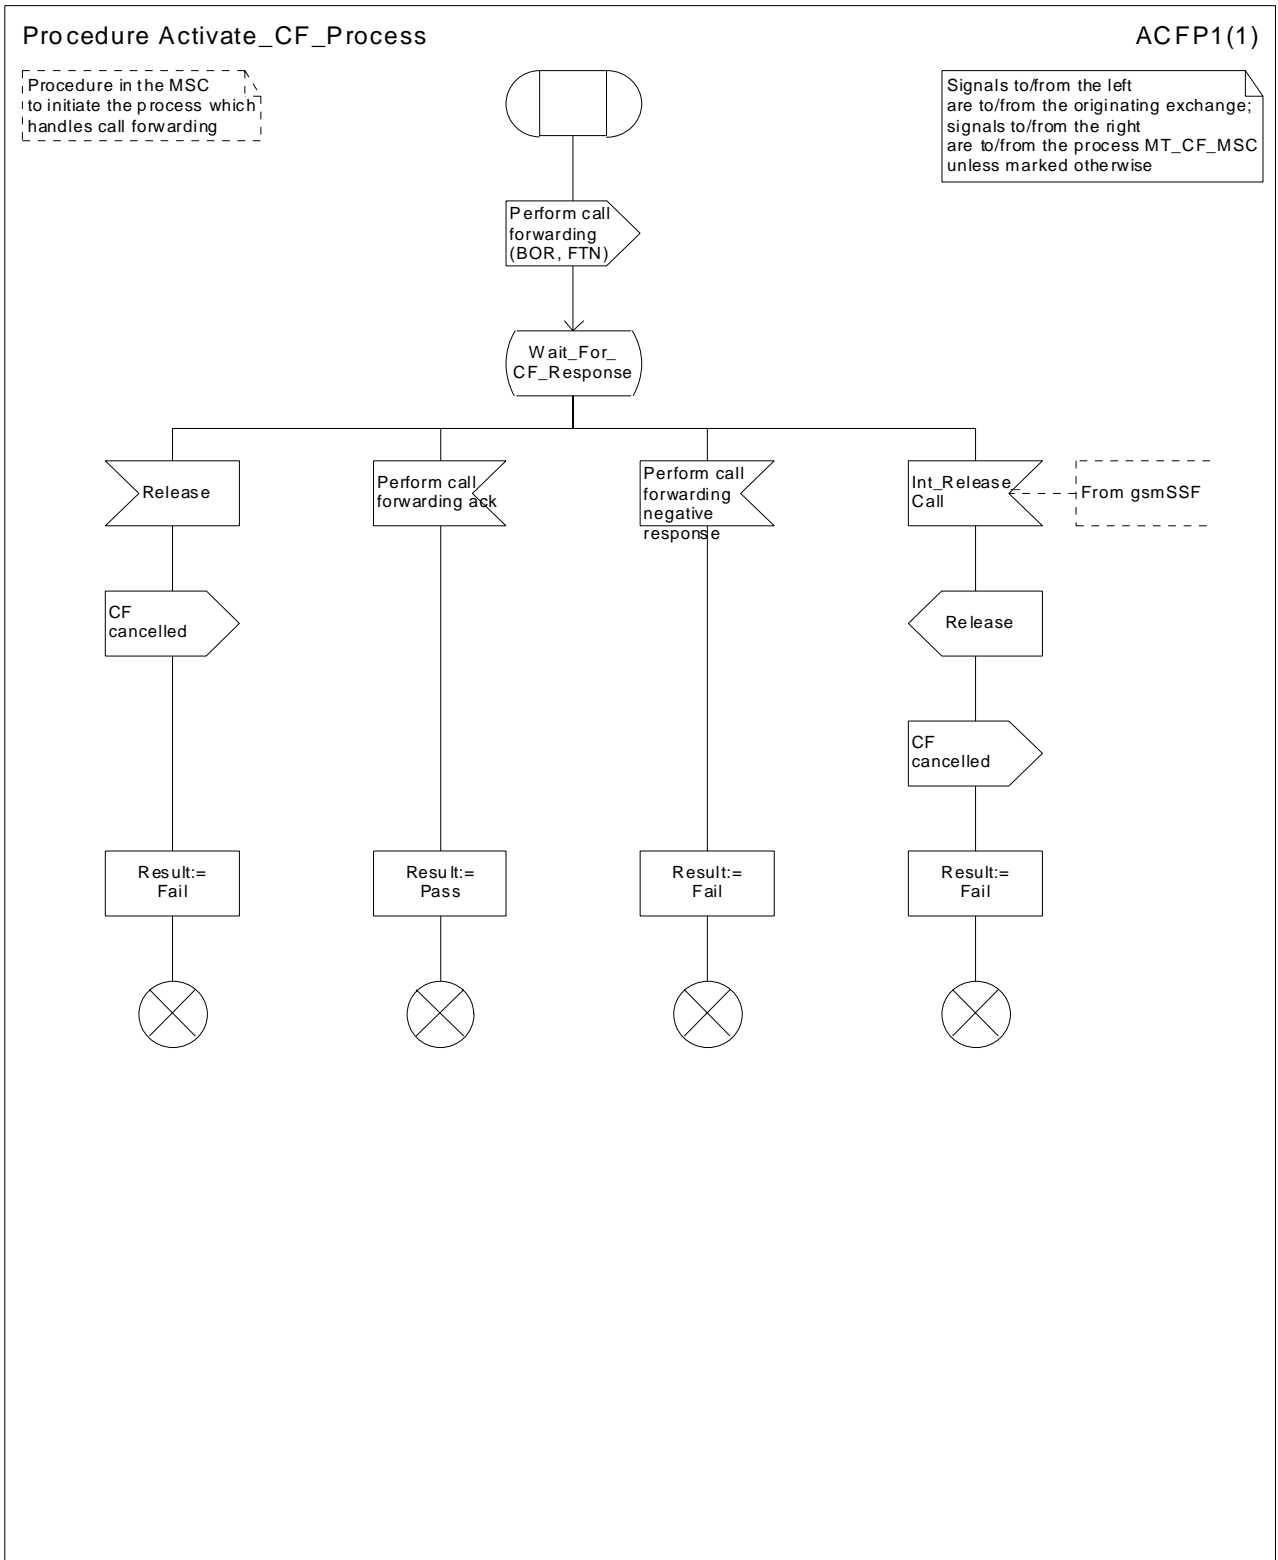 Procedure Activate_CF_Process
ACFP1(1)
Procedure in the MSC
to initiate the process which
handles call forwarding
Signals to/from the left
are to/from the originating exchange;
signals to/from the right
are to/from the process MT_CF_MSC
unless marked otherwise
Perform call
forwarding
(BOR, FTN)
Wait_For_
CF_Response
Release
Perform call
forwarding ack
Perform call
forwarding
negative
response
Int_Release
Call
From gsmSSF
CF
cancelled
Release
CF
cancelled
Result:=
Fail
Result:=
Pass
Result:=
Fail
Result:=
Fail